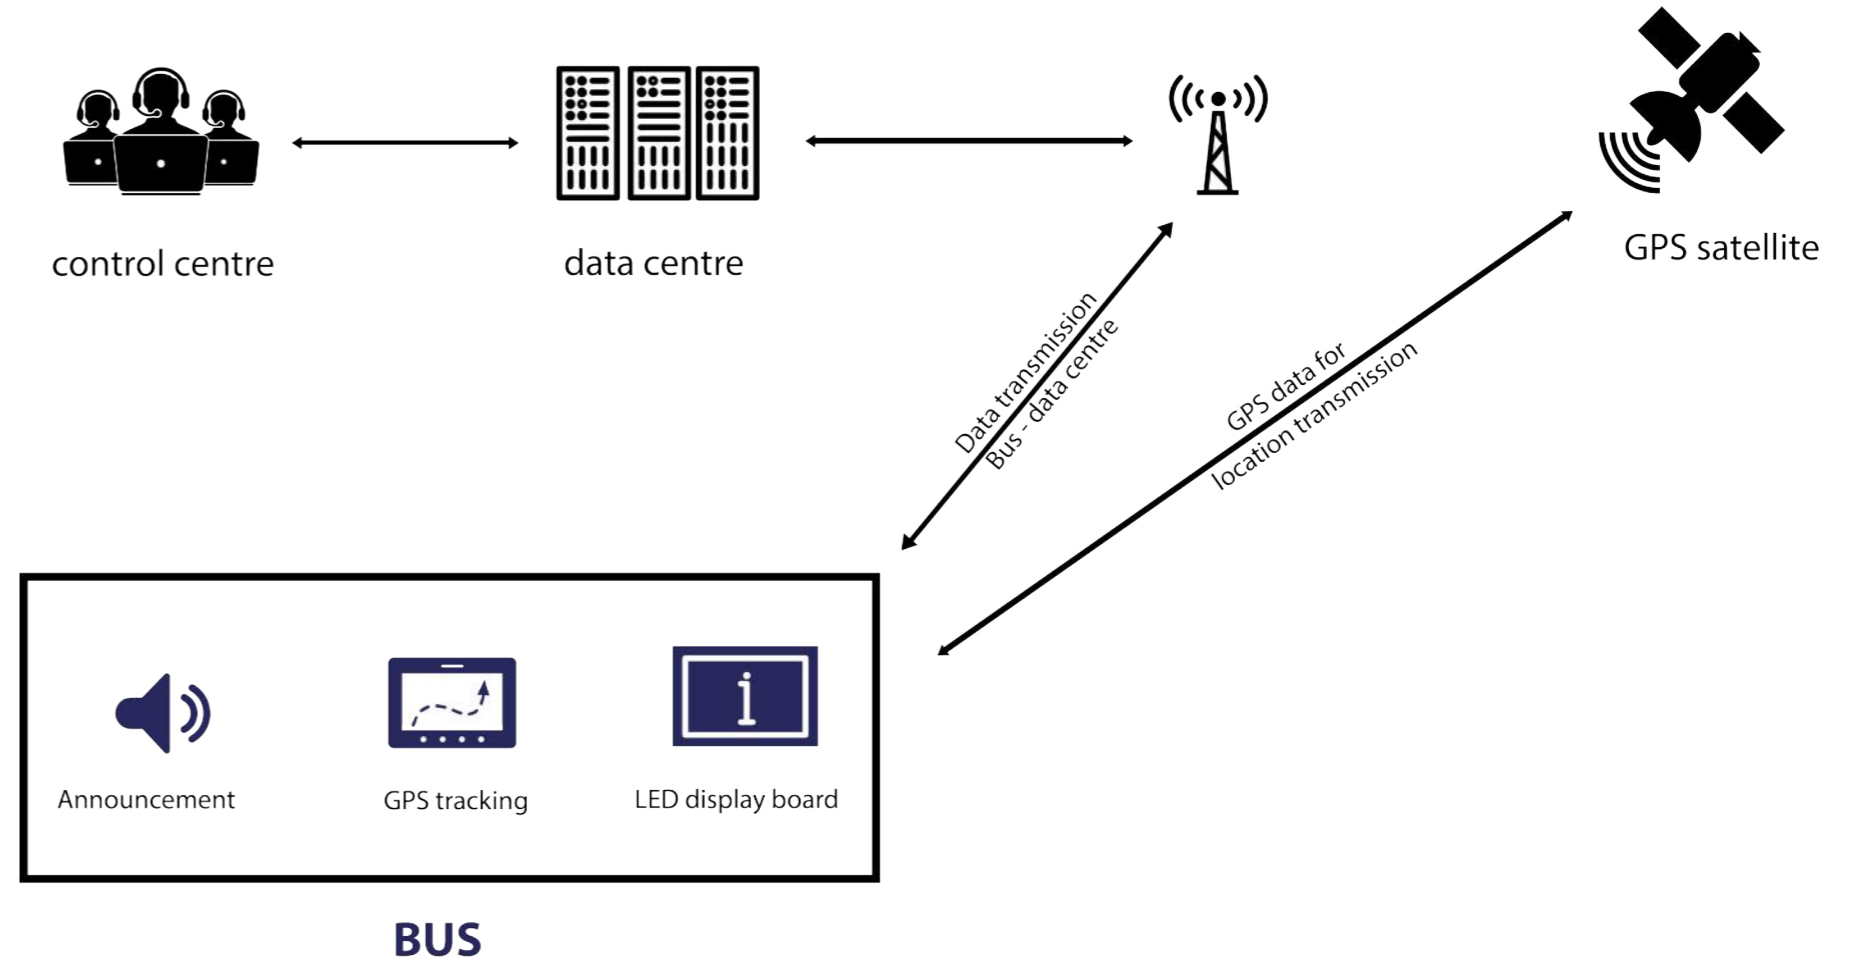 control centre
data centre
GPS satellite
Data transmission
Bus - data centre
GPS data for
location transmission
i
Announcement
GPS tracking
LED display board
BUS